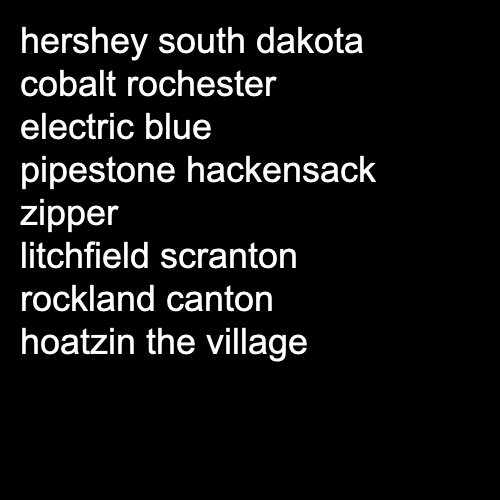 hershey south dakota
cobalt rochester
electric blue
pipestone hackensack
zipper
litchfield scranton
rockland canton
hoatzin the village